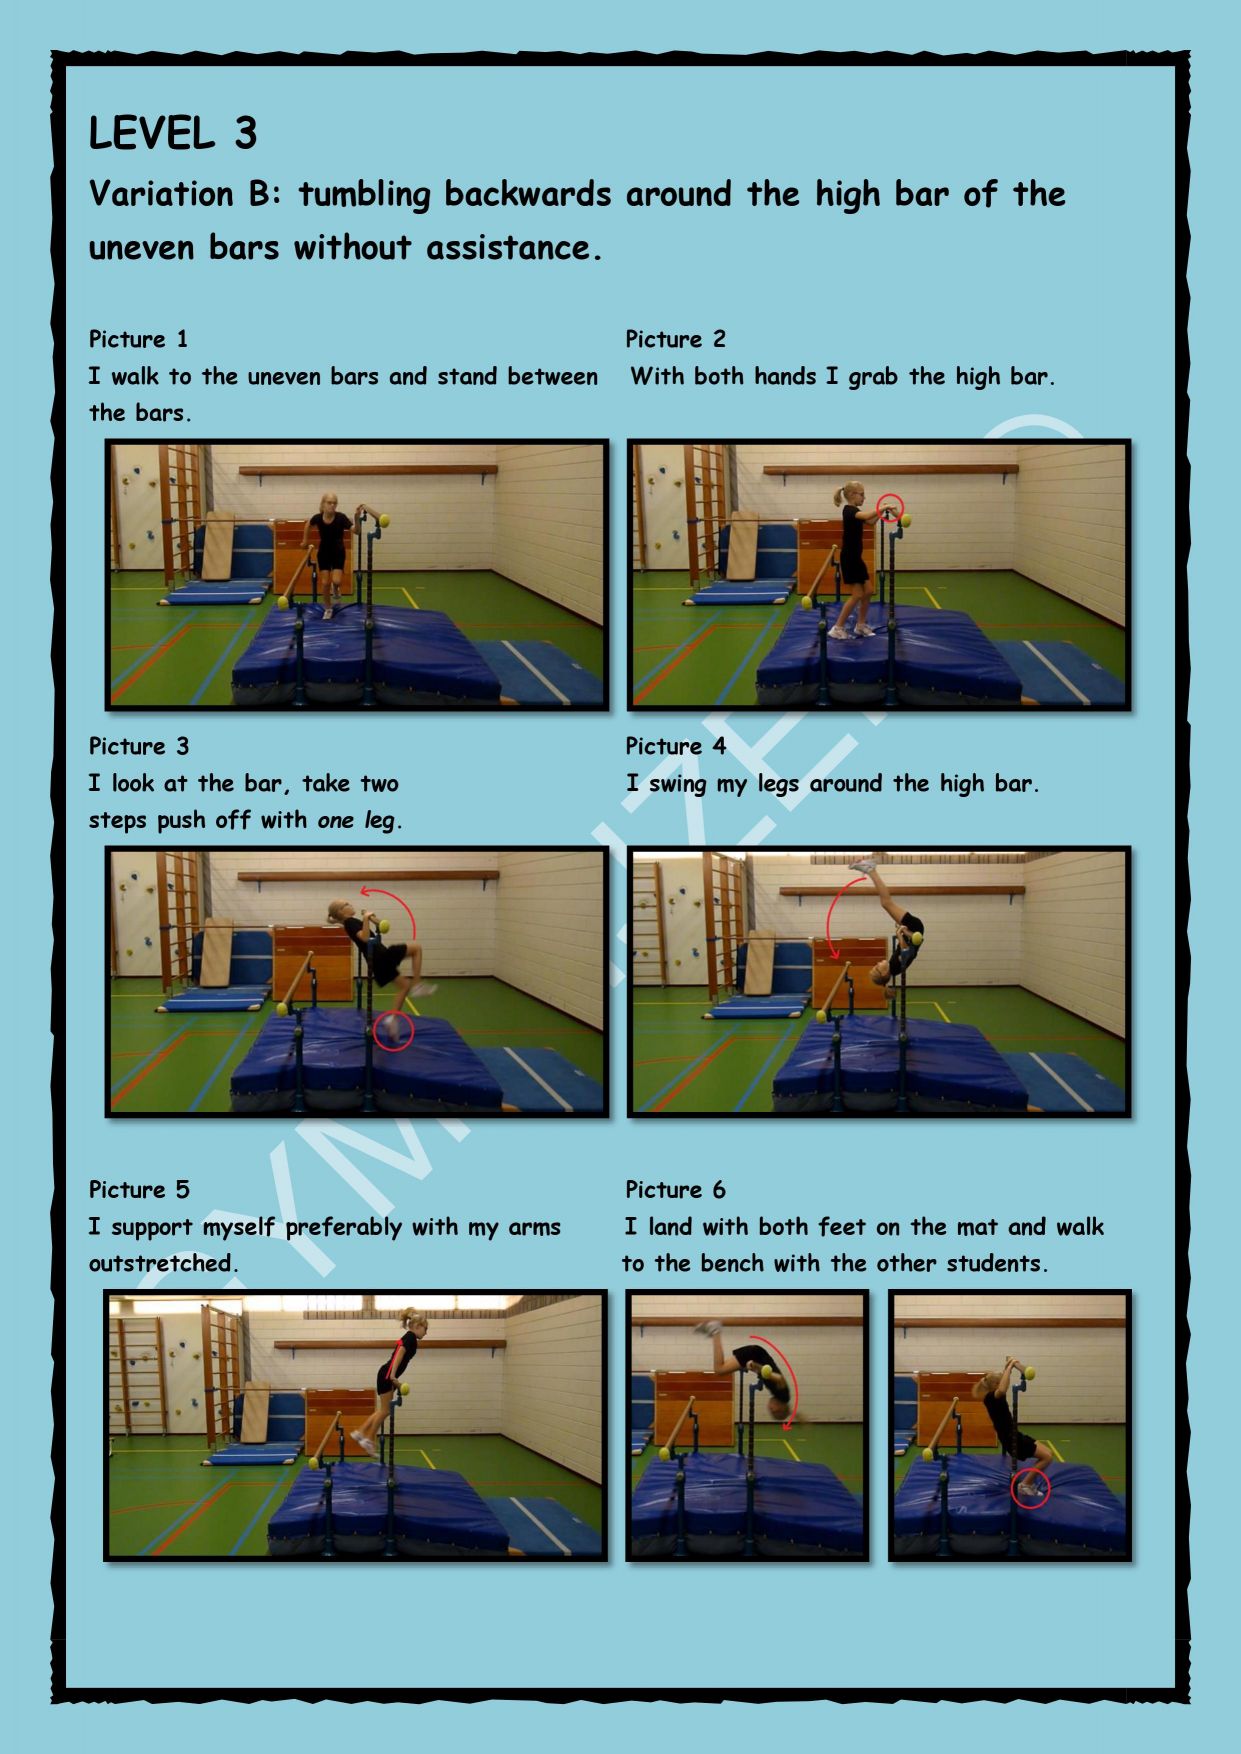 LEVEL 3
Variation B: tumbling backwards around the high bar of the
uneven bars without assistance.
Picture 1
I walk to the uneven bars and stand between
the bars.
Picture 2
With both hands I grab the high bar.
Picture 3
I look at the bar, take two
steps push off with one leg.
Picture 4
I swing my legs around the high bar.
Picture 5
I support myself preferably with my arms
outstretched.
Picture 6
I land with both feet on the mat and walk
to the bench with the other students.